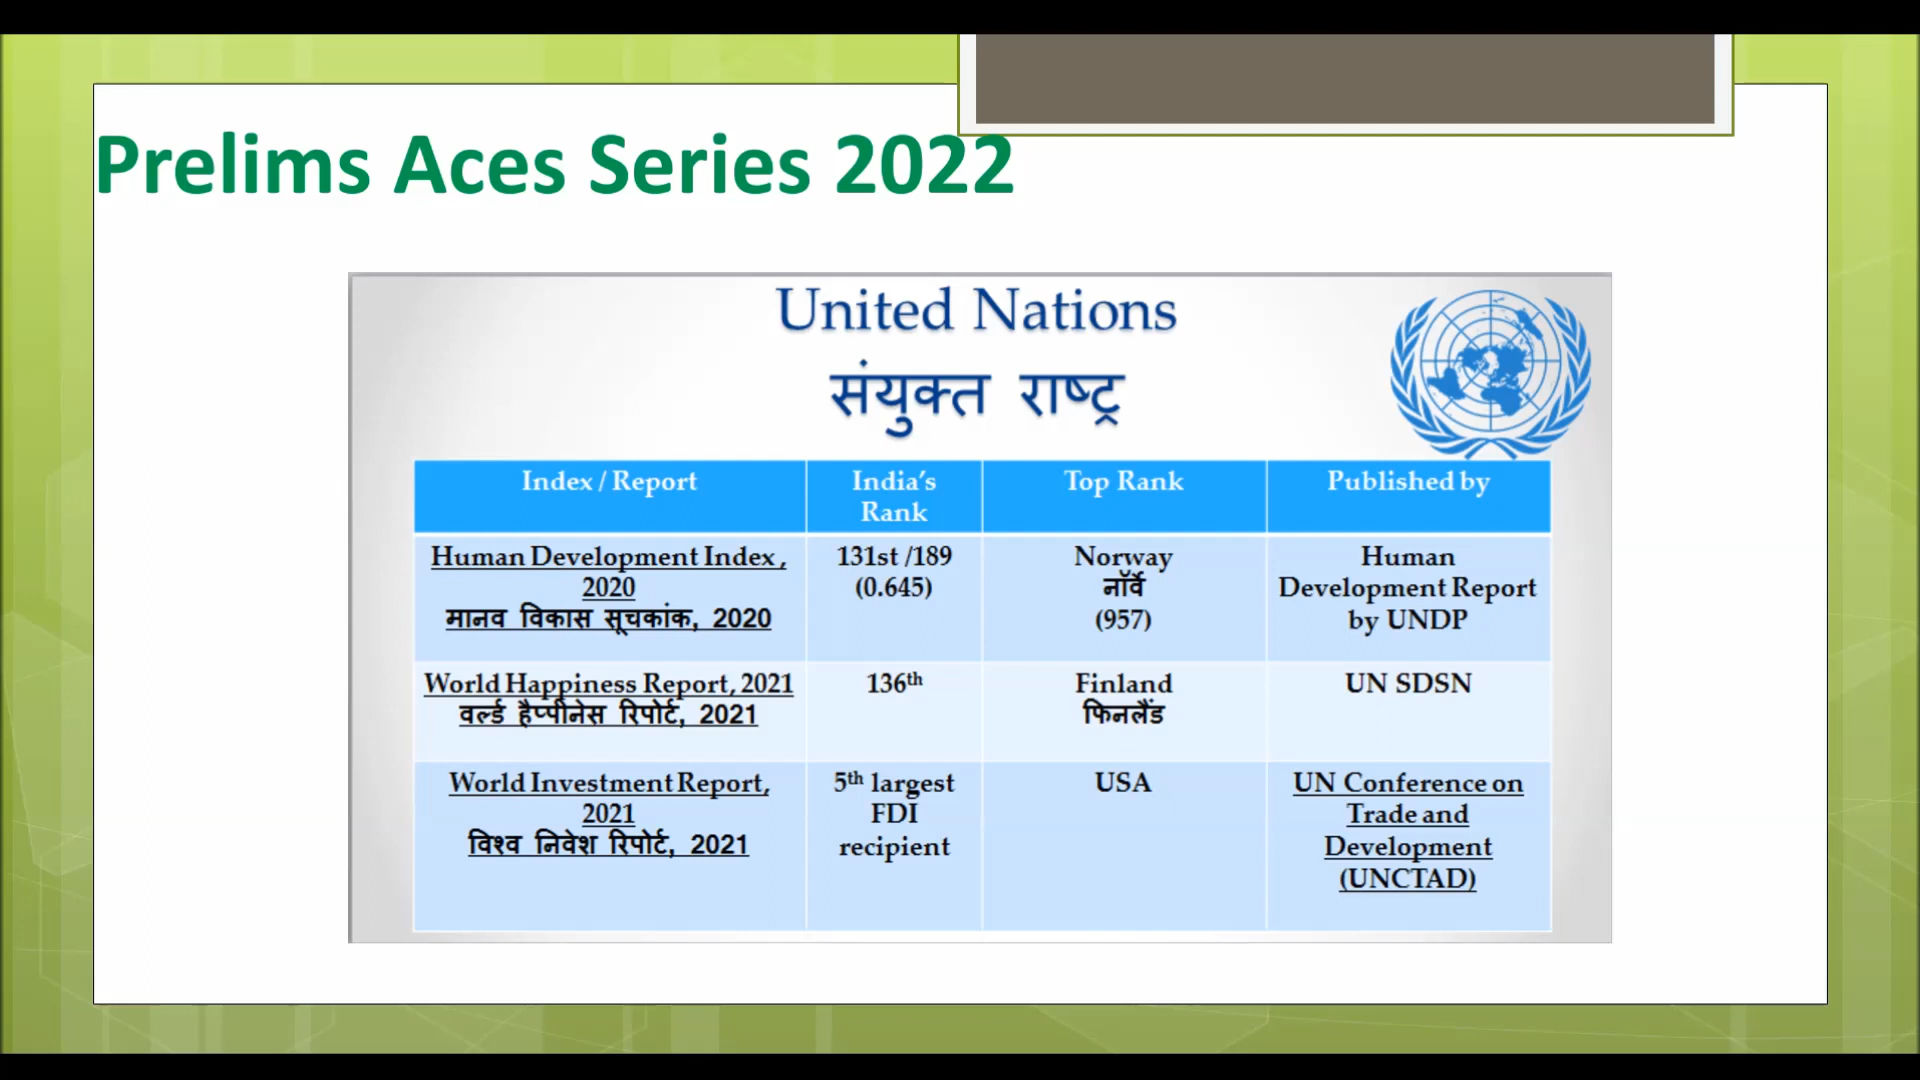 Prelims Aces Series 2022
United Nations
संयुक्त राष्ट्र
Index / Report
India's
Rank
Top Rank
Published by
Human Development Index ,
2020
मानव विकास सूचकांक, 2020
131st /189
(0.645)
Norway
नॉर्वे
(957)
Human
Development Report
by UNDP
World Happiness Report, 2021
वर्ल्ड हैप्पीनेस रिपोर्ट, 2021
136th
Finland
फिनलैंड
UN SDSN
World Investment Report,
2021
विश्व निवेश रिपोर्ट, 2021
5th largest
FDI
recipient
USA
UN Conference on
Trade and
Development
(UNCTAD)